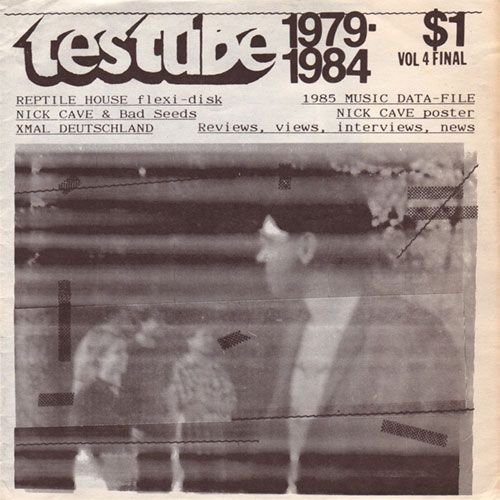 testube 1979-
1984
$1
VOL 4 FINAL
REPTILE HOUSE flexi-disk
NICK CAVE & Bad Seeds
XMAL DEUTSCHLAND
1985 MUSIC DATA-FILE
NICK CAVE poster
Reviews, views, interviews, news